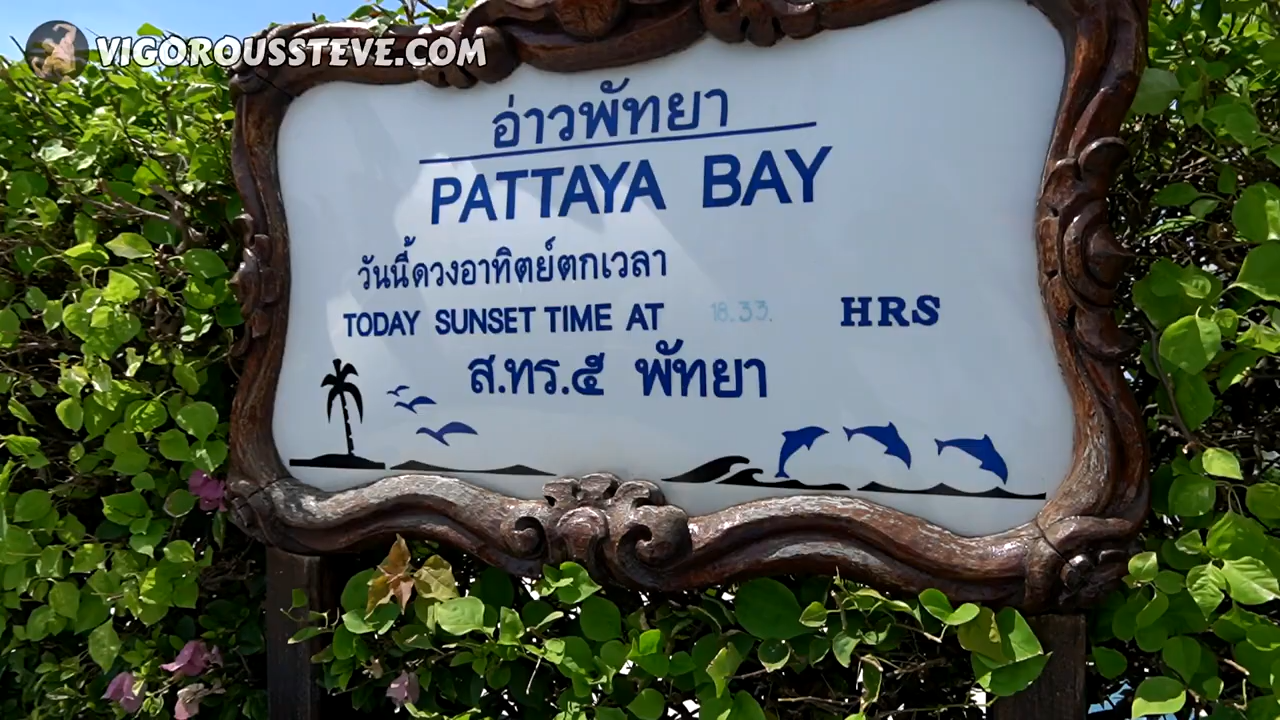 VIGOROUSSTEVE.COM
อ่าวพัทยา
PATTAYA BAY
วันนี้ดวงอาทิตย์ตกเวลา
TODAY SUNSET TIME AT 18.33. HRS
ส.ทร.๕ พัทยา